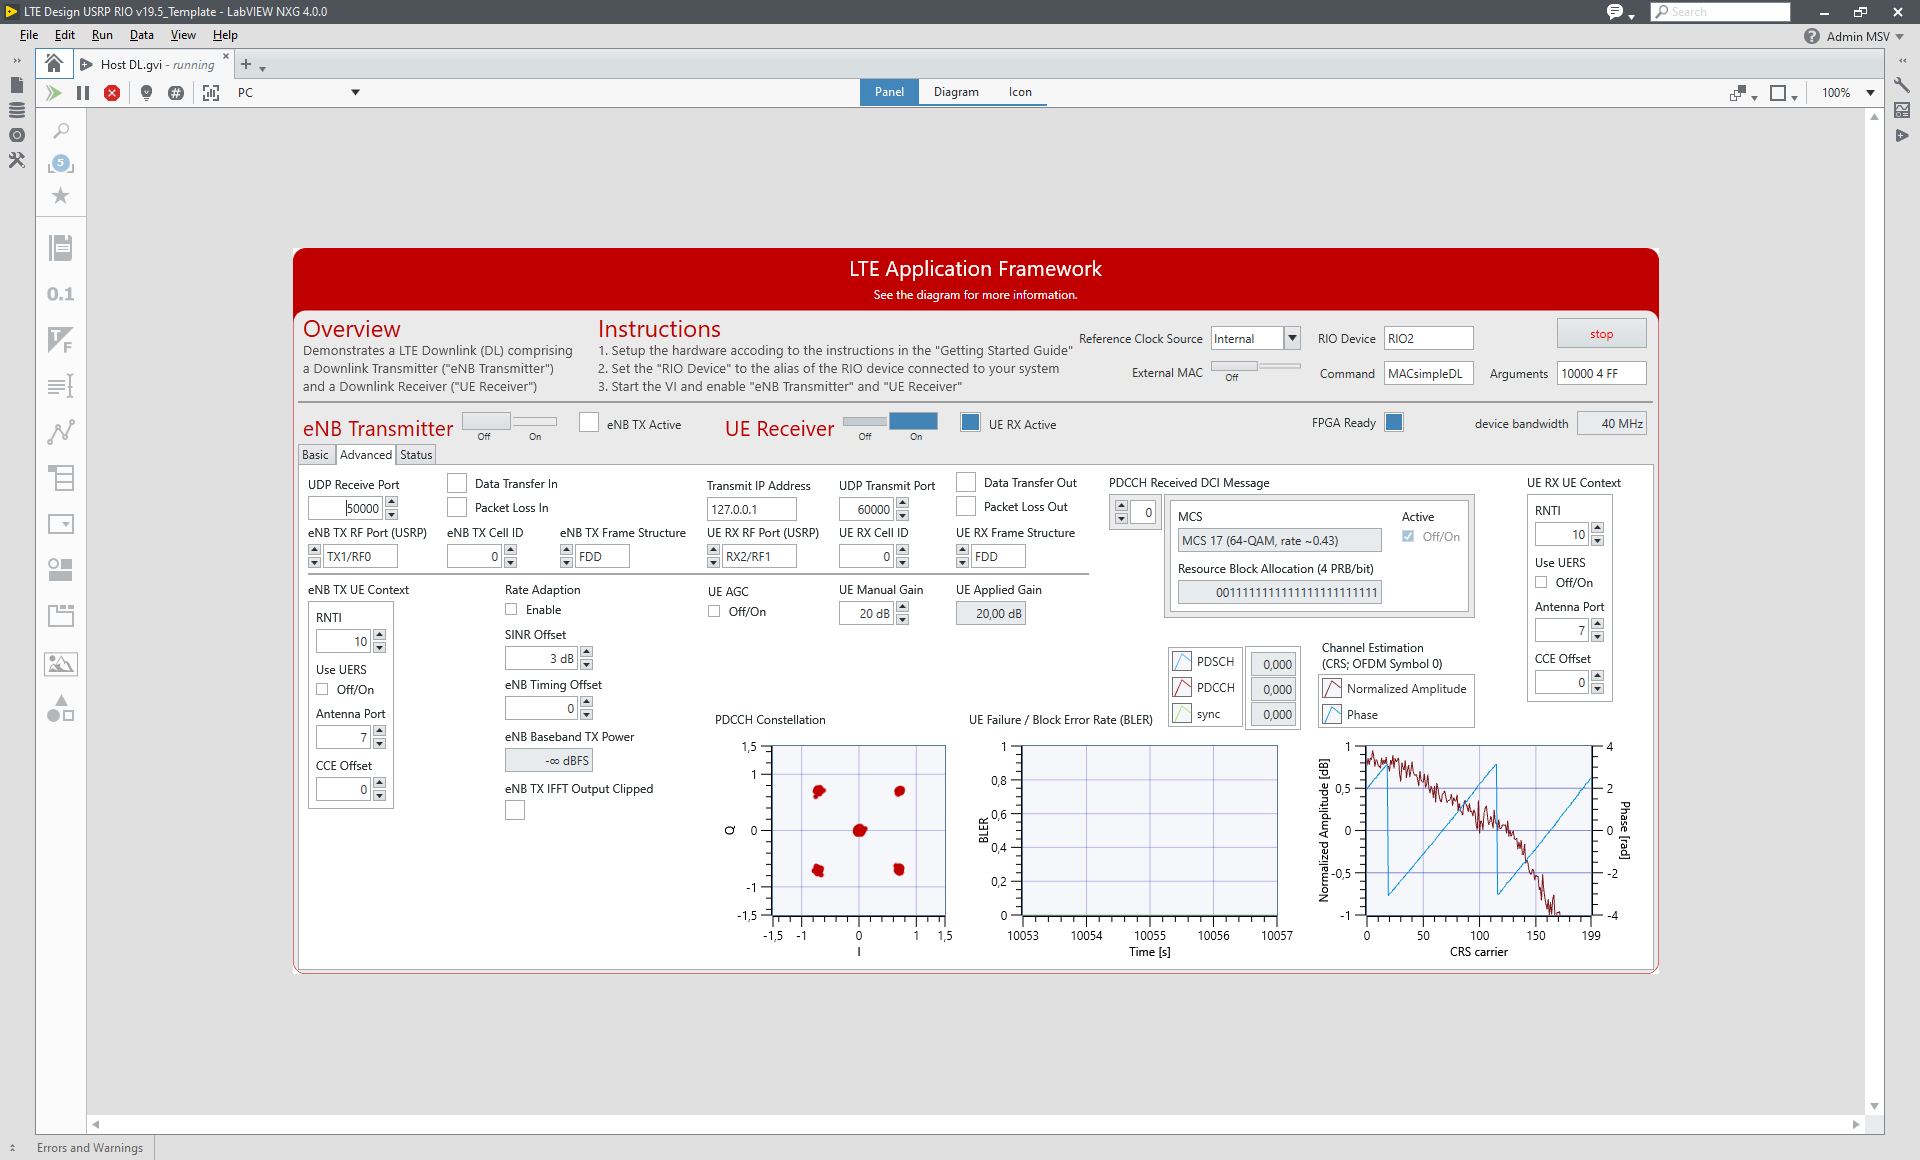 LTE Design USRP RIO v19.5_Template - LabVIEW NXG 4.0.0
Search
File Edit Run Data View Help
Admin MSV
Host DL.gvi - running
PC
Panel Diagram Icon
100%
5
0.1
LTE Application Framework
See the diagram for more information.
Overview
Demonstrates a LTE Downlink (DL) comprising
a Downlink Transmitter ("eNB Transmitter")
and a Downlink Receiver ("UE Receiver")
Instructions
1. Setup the hardware accoding to the instructions in the "Getting Started Guide"
2. Set the "RIO Device" to the alias of the RIO device connected to your system
3. Start the VI and enable "eNB Transmitter" and "UE Receiver"
Reference Clock Source Internal
RIO Device RIO2
stop
External MAC Off
Command MACsimpleDL
Arguments 10000 4 FF
eNB Transmitter Off On
eNB TX Active
UE Receiver Off On
UE RX Active
FPGA Ready
device bandwidth 40 MHz
Basic Advanced Status
UDP Receive Port
50000
Data Transfer In
Packet Loss In
Transmit IP Address
127.0.0.1
UDP Transmit Port
60000
Data Transfer Out
Packet Loss Out
eNB TX RF Port (USRP)
TX1/RF0
eNB TX Cell ID
0
eNB TX Frame Structure
FDD
UE RX RF Port (USRP)
RX2/RF1
UE RX Cell ID
0
UE RX Frame Structure
FDD
PDCCH Received DCI Message
0
MCS
MCS 17 (64-QAM, rate ~0.43)
Active
Off/On
Resource Block Allocation (4 PRB/bit)
0011111111111111111111111
UE RX UE Context
RNTI
10
Use UERS
Off/On
Antenna Port
7
CCE Offset
0
eNB TX UE Context
RNTI
10
Use UERS
Off/On
Antenna Port
7
CCE Offset
0
Rate Adaption
Enable
SINR Offset
3 dB
eNB Timing Offset
0
eNB Baseband TX Power
-∞ dBFS
eNB TX IFFT Output Clipped
UE AGC
Off/On
UE Manual Gain
20 dB
UE Applied Gain
20,00 dB
PDSCH 0,000
PDCCH 0,000
sync 0,000
Channel Estimation
(CRS; OFDM Symbol 0)
Normalized Amplitude
Phase
PDCCH Constellation
1,5
1
0
-1
-1,5
Q
-1,5 -1 0 1 1,5
I
UE Failure / Block Error Rate (BLER)
1
0,8
0,6
0,4
0,2
0
BLER
10053 10054 10055 10056 10057
Time [s]
1
0,5
0
-0,5
-1
Normalized Amplitude [dB]
4
2
0
-2
-4
Phase [rad]
0 50 100 150 199
CRS carrier
Errors and Warnings